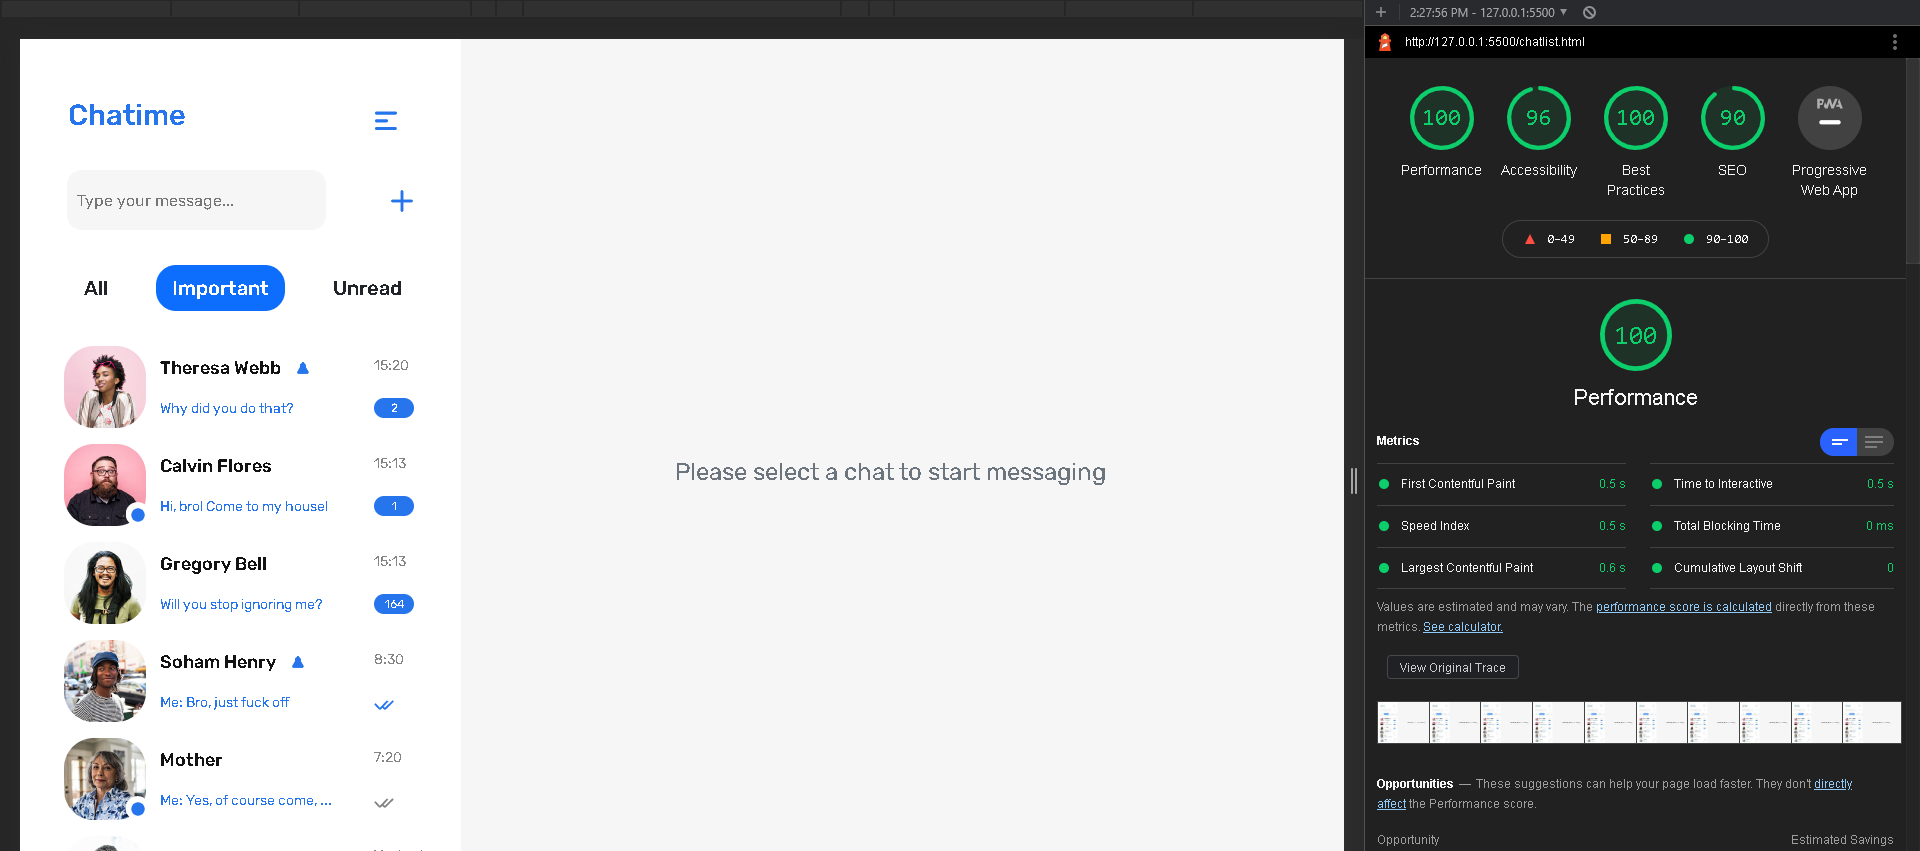 Chatime
Type your message...
All
Important
Unread
Theresa Webb
15:20
Why did you do that?
2
Calvin Flores
15:13
Hi, bro! Come to my house!
1
Gregory Bell
15:13
Will you stop ignoring me?
164
Soham Henry
8:30
Me: Bro, just fuck off
Mother
7:20
Me: Yes, of course come, ...
Please select a chat to start messaging
2:27:56 PM - 127.0.0.1:5500
http://127.0.0.1:5500/chatlist.html
100
96
100
90
PWA
Performance
Accessibility
Best
Practices
SEO
Progressive
Web App
0–49
50–89
90–100
100
Performance
Metrics
First Contentful Paint
0.5 s
Time to Interactive
0.5 s
Speed Index
0.5 s
Total Blocking Time
0 ms
Largest Contentful Paint
0.6 s
Cumulative Layout Shift
0
Values are estimated and may vary. The performance score is calculated directly from these
metrics. See calculator.
View Original Trace
Opportunities — These suggestions can help your page load faster. They don't directly
affect the Performance score.
Opportunity
Estimated Savings